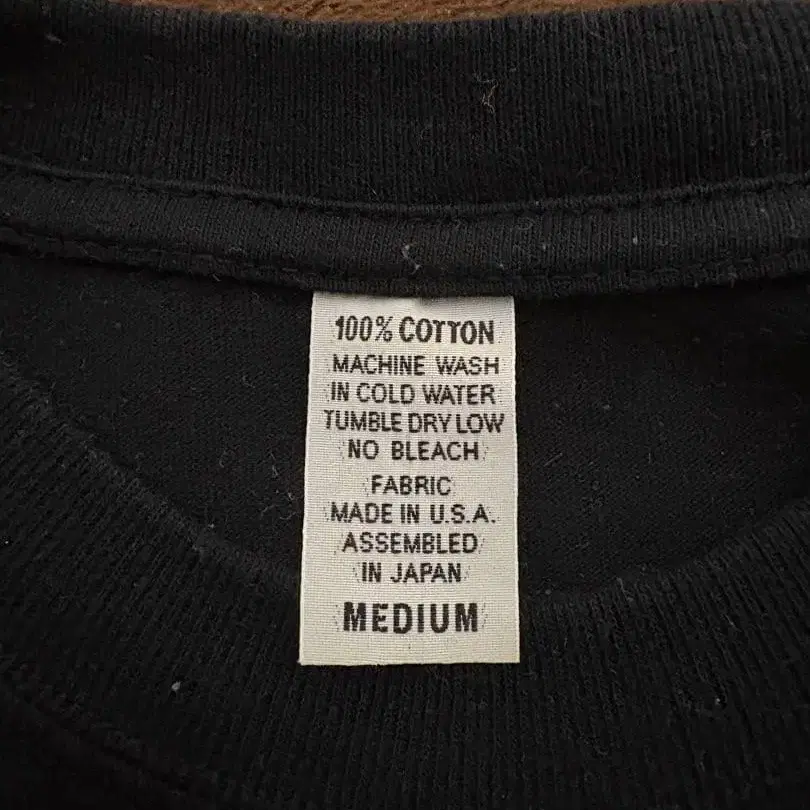 100% COTTON
MACHINE WASH
IN COLD WATER
TUMBLE DRY LOW
NO BLEACH
FABRIC
MADE IN U.S.A.
ASSEMBLED
IN JAPAN
MEDIUM